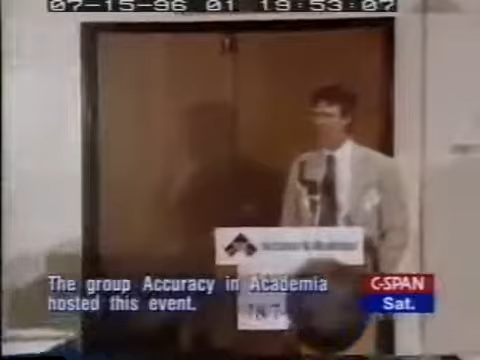 07-15-96 01 19:53:07
The group Accuracy in Academia
hosted this event.
C-SPAN
Sat.